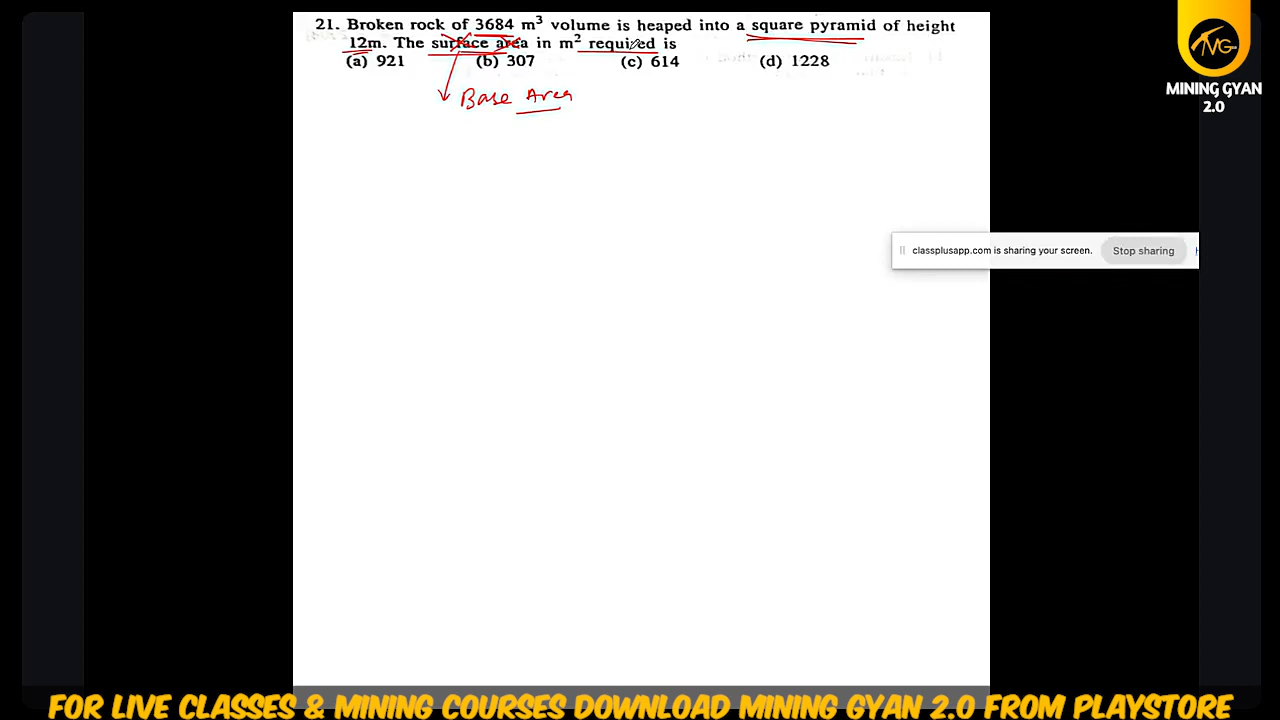 21. Broken rock of 3684 m³ volume is heaped into a square pyramid of height
12m. The surface area in m² required is
(a) 921 (b) 307 (c) 614 (d) 1228
Base Area
TVG
MINING GYAN
2.0
classplusapp.com is sharing your screen. Stop sharing
FOR LIVE CLASSES & MINING COURSES DOWNLOAD MINING GYAN 2.0 FROM PLAYSTORE